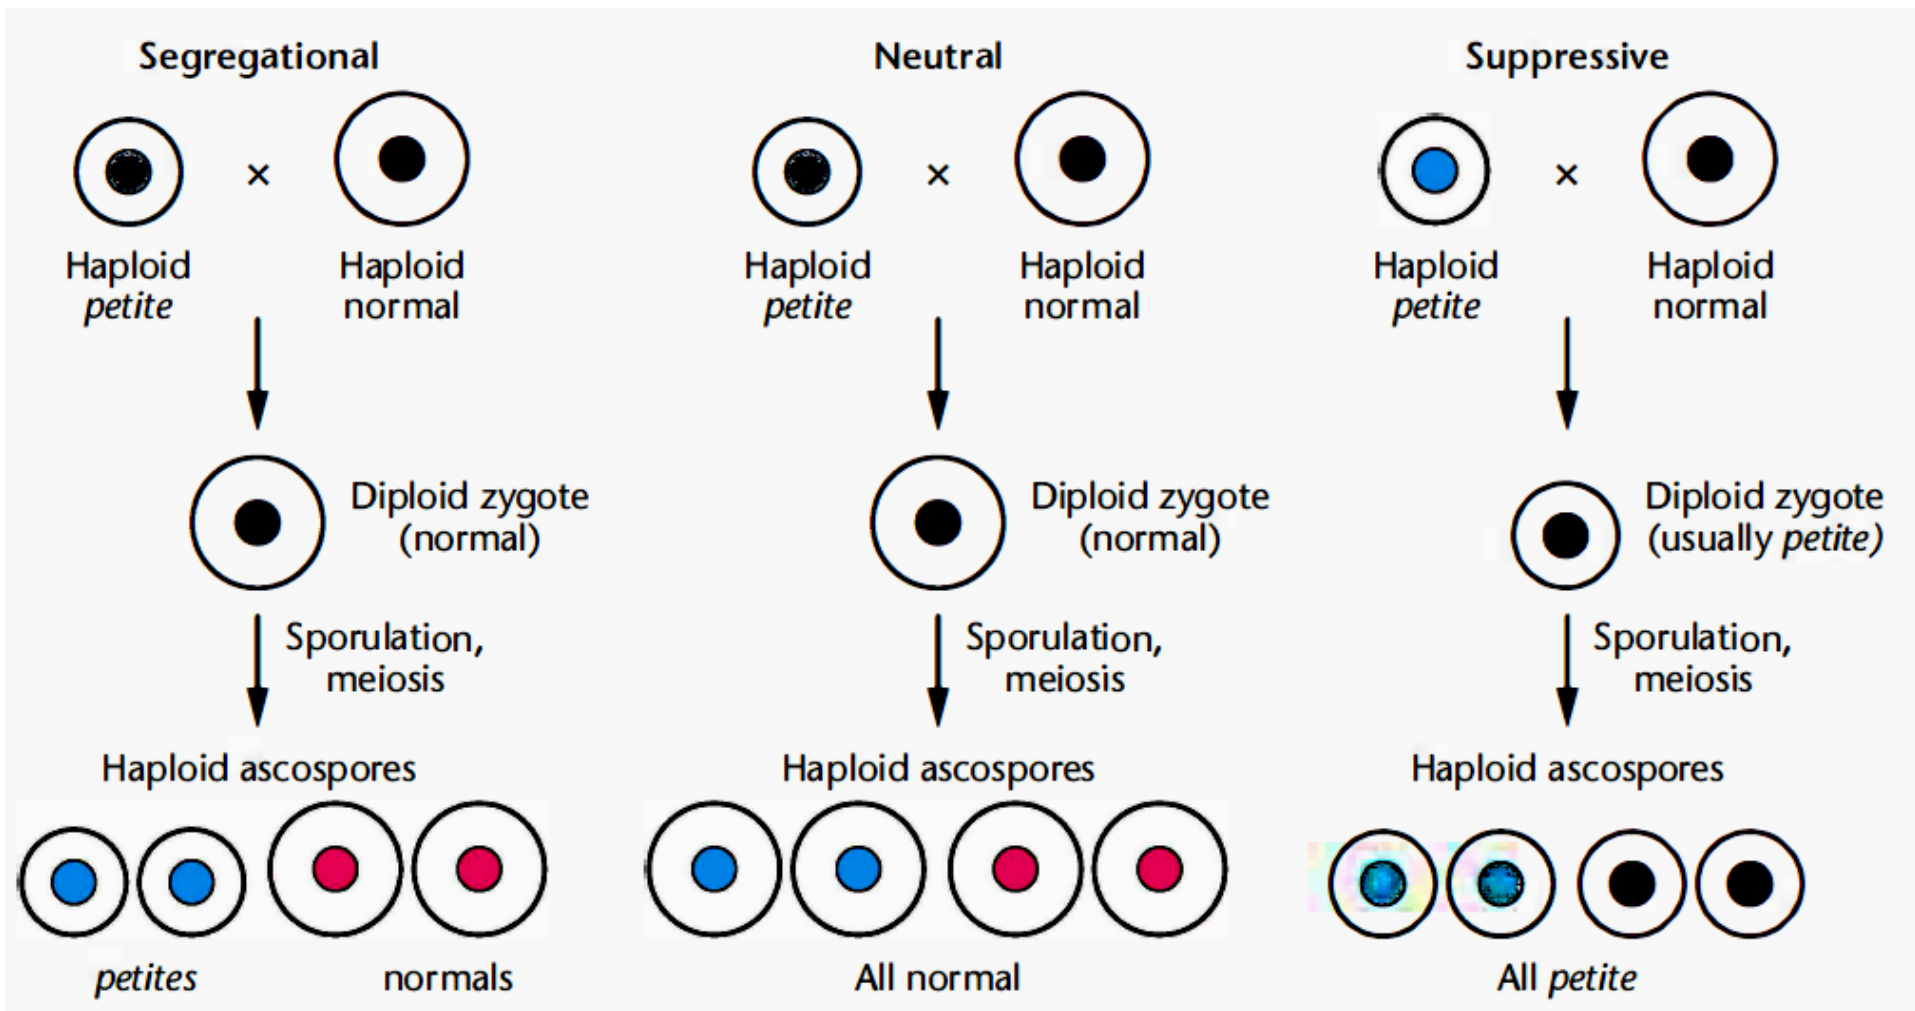 Segregational
Haploid
petite
×
Haploid
normal
Diploid zygote
(normal)
Sporulation,
meiosis
Haploid ascospores
petites
normals
Neutral
Haploid
petite
×
Haploid
normal
Diploid zygote
(normal)
Sporulation,
meiosis
Haploid ascospores
All normal
Suppressive
Haploid
petite
×
Haploid
normal
Diploid zygote
(usually petite)
Sporulation,
meiosis
Haploid ascospores
All petite